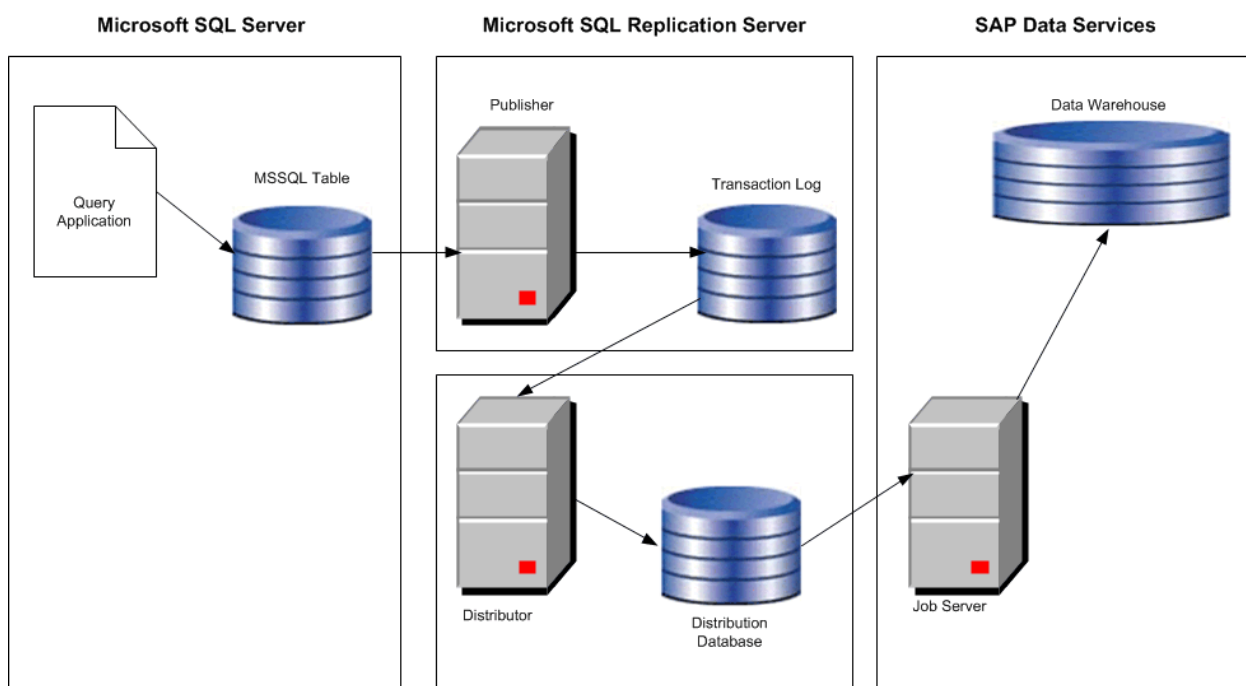 Microsoft SQL Server
Microsoft SQL Replication Server
SAP Data Services
Query
Application
MSSQL Table
Publisher
Transaction Log
Data Warehouse
Distributor
Distribution
Database
Job Server